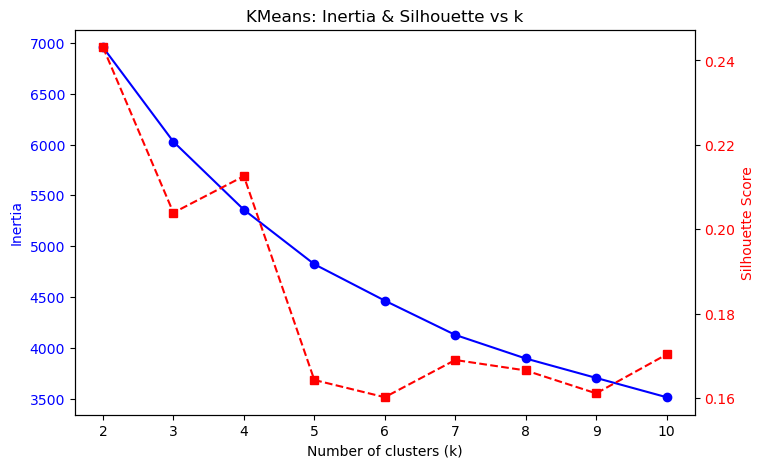 KMeans: Inertia & Silhouette vs k
7000
6500
6000
5500
5000
4500
4000
3500
Inertia
0.24
0.22
0.20
0.18
0.16
Silhouette Score
2 3 4 5 6 7 8 9 10
Number of clusters (k)